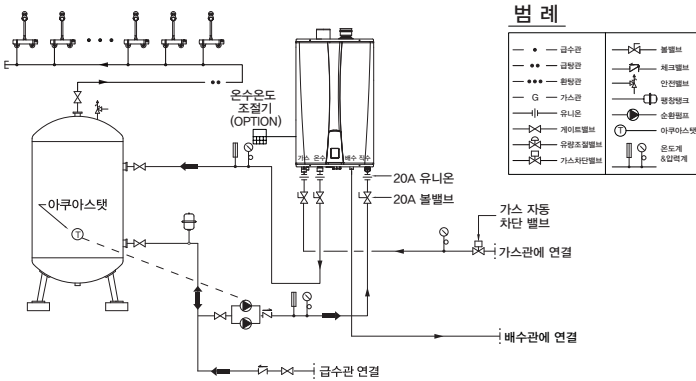 범 례
급수관
급탕관
환탕관
G 가스관
유니온
게이트밸브
유량조절밸브
가스차단밸브
볼밸브
체크밸브
안전밸브
팽창탱크
순환펌프
T 아쿠아스탯
온도계
&압력계
온수온도
조절기
(OPTION)
가스 온수 배수 직수
20A 유니온
20A 볼밸브
아쿠아스탯
T
가스 자동
차단 밸브
가스관에 연결
배수관에 연결
급수관 연결